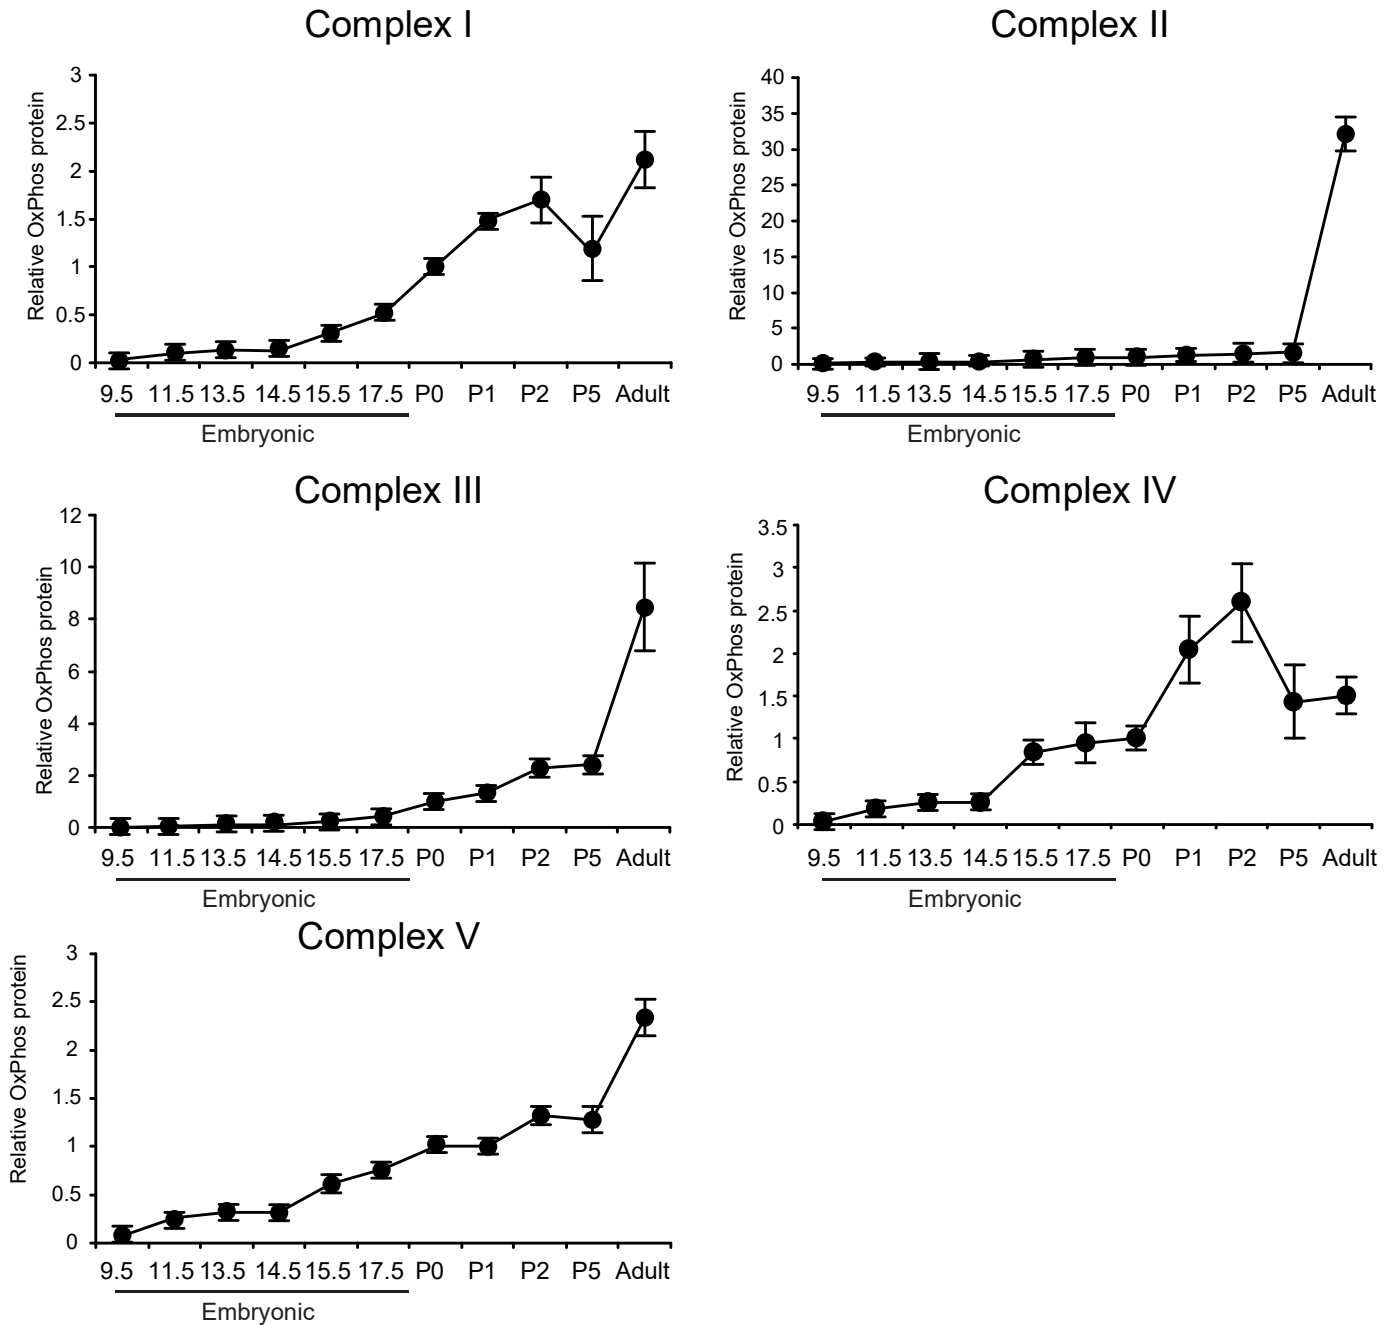 Complex I
Relative OxPhos protein
3
2.5
2
1.5
1
0.5
0
9.5 11.5 13.5 14.5 15.5 17.5 P0 P1 P2 P5 Adult
Embryonic
Complex II
Relative OxPhos protein
40
35
30
25
20
15
10
5
0
9.5 11.5 13.5 14.5 15.5 17.5 P0 P1 P2 P5 Adult
Embryonic
Complex III
Relative OxPhos protein
12
10
8
6
4
2
0
9.5 11.5 13.5 14.5 15.5 17.5 P0 P1 P2 P5 Adult
Embryonic
Complex IV
Relative OxPhos protein
3.5
3
2.5
2
1.5
1
0.5
0
9.5 11.5 13.5 14.5 15.5 17.5 P0 P1 P2 P5 Adult
Embryonic
Complex V
Relative OxPhos protein
3
2.5
2
1.5
1
0.5
0
9.5 11.5 13.5 14.5 15.5 17.5 P0 P1 P2 P5 Adult
Embryonic